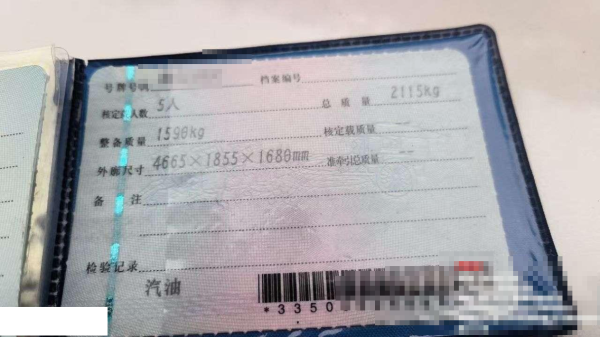 号牌号码 档案编号
核定载人数 5人 总质量 2115kg
整备质量 1590kg 核定载质量 --
外廓尺寸 4665×1855×1680mm 准牵引总质量 --
备注
检验记录
汽油
*3350